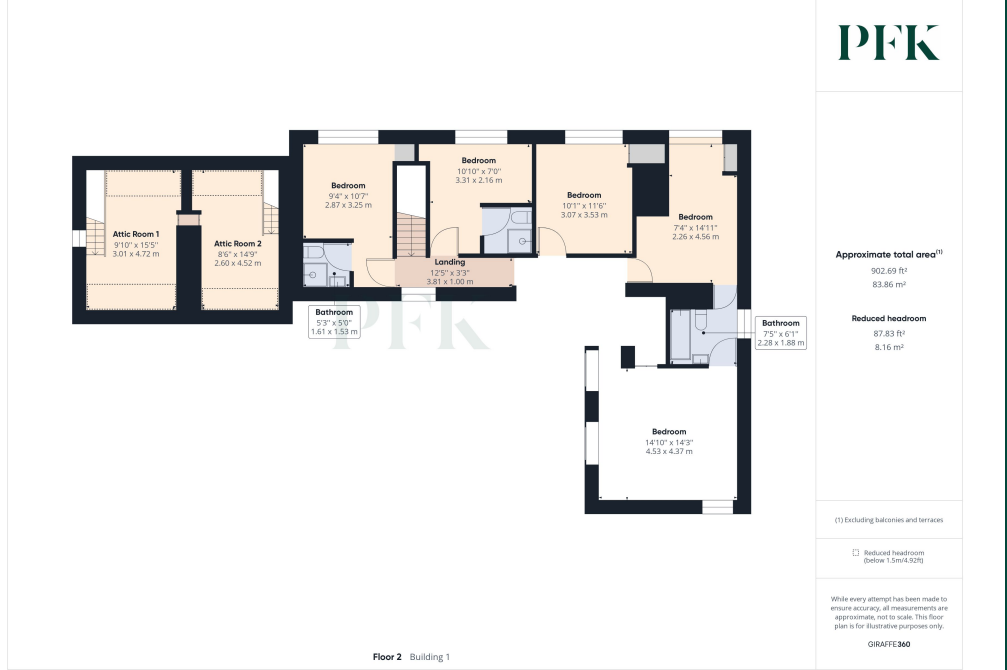 PFK
Bedroom
9'4" x 10'7"
2.87 x 3.25 m
Bedroom
10'10" x 7'0"
3.31 x 2.16 m
Bedroom
10'1" x 11'6"
3.07 x 3.53 m
Bedroom
7'4" x 14'11"
2.26 x 4.56 m
Attic Room 1
9'10" x 15'5"
3.01 x 4.72 m
Attic Room 2
8'6" x 14'9"
2.60 x 4.52 m
Landing
12'5" x 3'3"
3.81 x 1.00 m
Bathroom
5'3" x 5'0"
1.61 x 1.53 m
PFK
Bathroom
7'5" x 6'1"
2.28 x 1.88 m
Bedroom
14'10" x 14'3"
4.53 x 4.37 m
Floor 2 Building 1
Approximate total area(1)
902.69 ft²
83.86 m²
Reduced headroom
87.83 ft²
8.16 m²
(1) Excluding balconies and terraces
Reduced headroom
(below 1.5m/4.92ft)
While every attempt has been made to
ensure accuracy, all measurements are
approximate, not to scale. This floor
plan is for illustrative purposes only.
GIRAFFE360